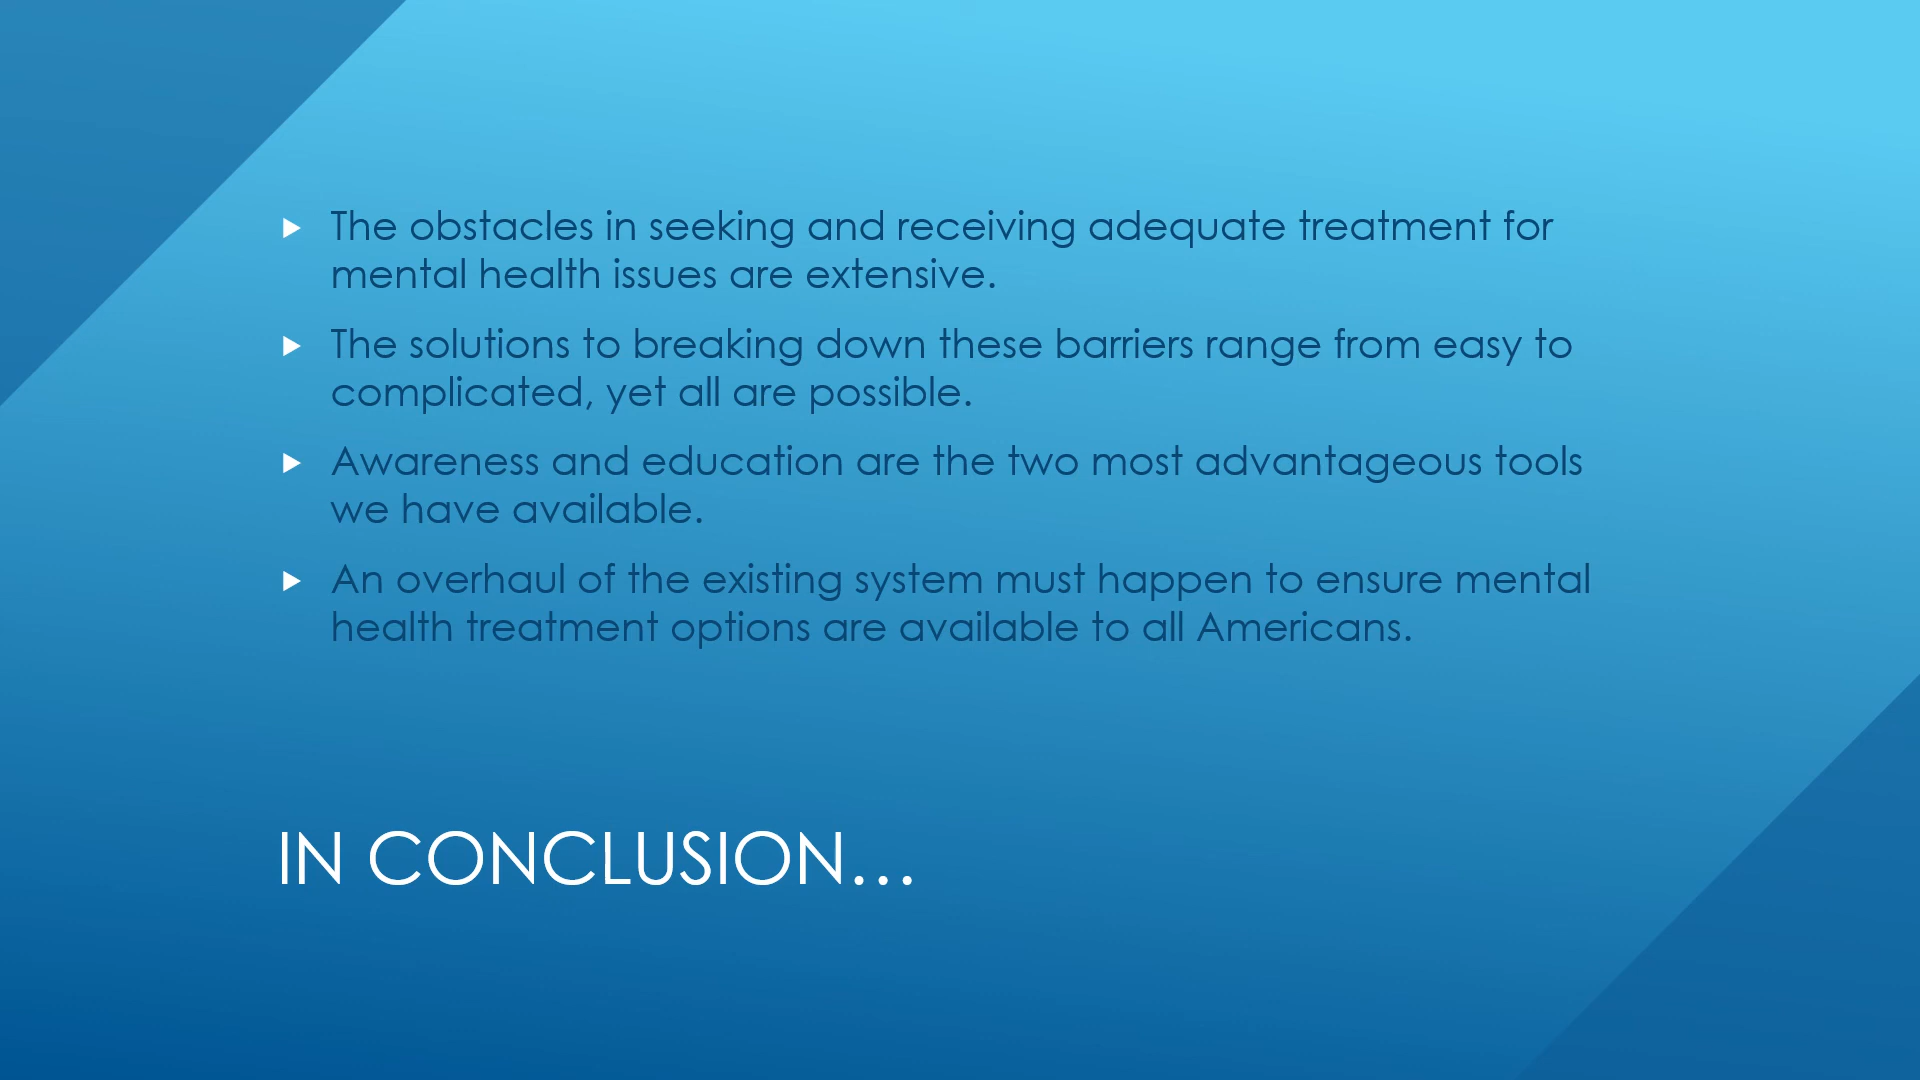 The obstacles in seeking and receiving adequate treatment for
mental health issues are extensive.
The solutions to breaking down these barriers range from easy to
complicated, yet all are possible.
Awareness and education are the two most advantageous tools
we have available.
An overhaul of the existing system must happen to ensure mental
health treatment options are available to all Americans.
IN CONCLUSION…